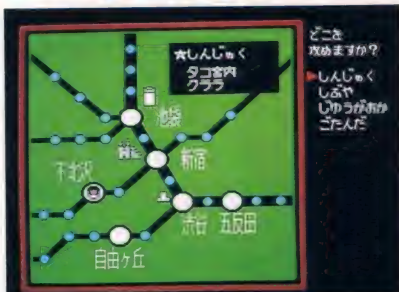 どこを
攻めますか?
▶しんじゅく
しぶや
じゆうがおか
ごたんだ
★しんじゅく
タコ宮内
クララ
池袋
新宿
下北沢
渋谷
五反田
自由ヶ丘